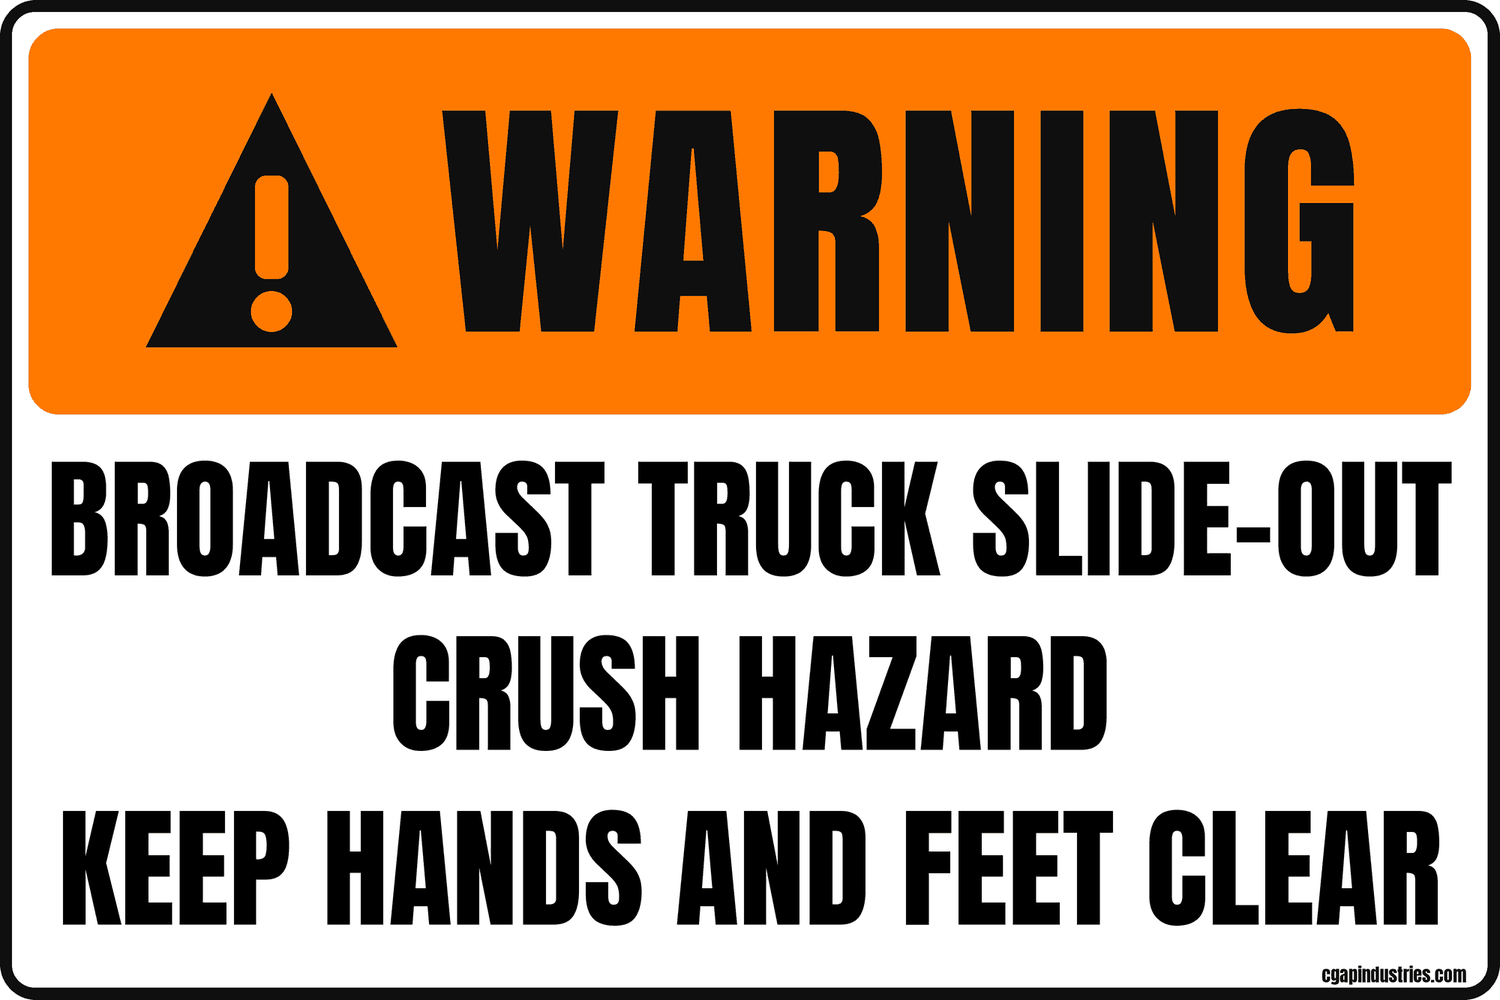 WARNING
BROADCAST TRUCK SLIDE-OUT
CRUSH HAZARD
KEEP HANDS AND FEET CLEAR
cgapindustries.com